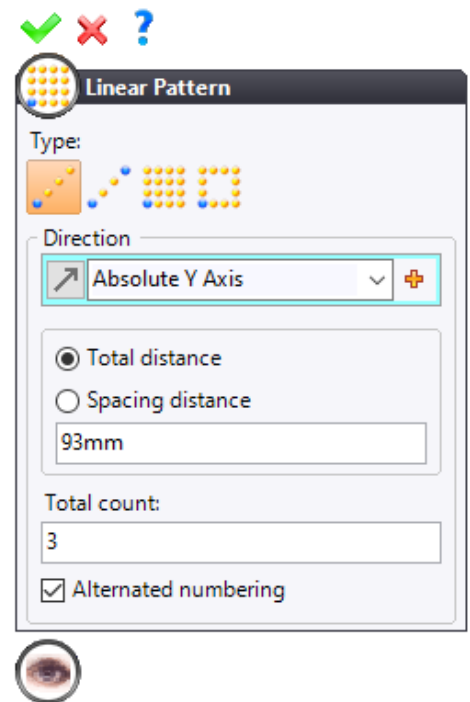 ?
Linear Pattern
Type:
Direction
Absolute Y Axis
Total distance
Spacing distance
93mm
Total count:
3
Alternated numbering